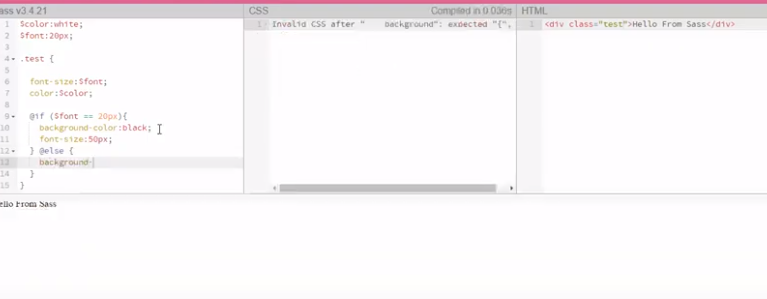 ass v3.4.21
CSS
Compiled in 0.036s
HTML
1 $color:white;
2 $font:20px;
3
4 .test {
5
6 font-size:$font;
7 color:$color;
8
9 @if ($font == 20px){
10 background-color:black;
11 font-size:50px;
12 } @else {
13 background-
14 }
15 }
1 Invalid CSS after " background": expected "{",
1 <div class="test">Hello From Sass</div>
ello From Sass